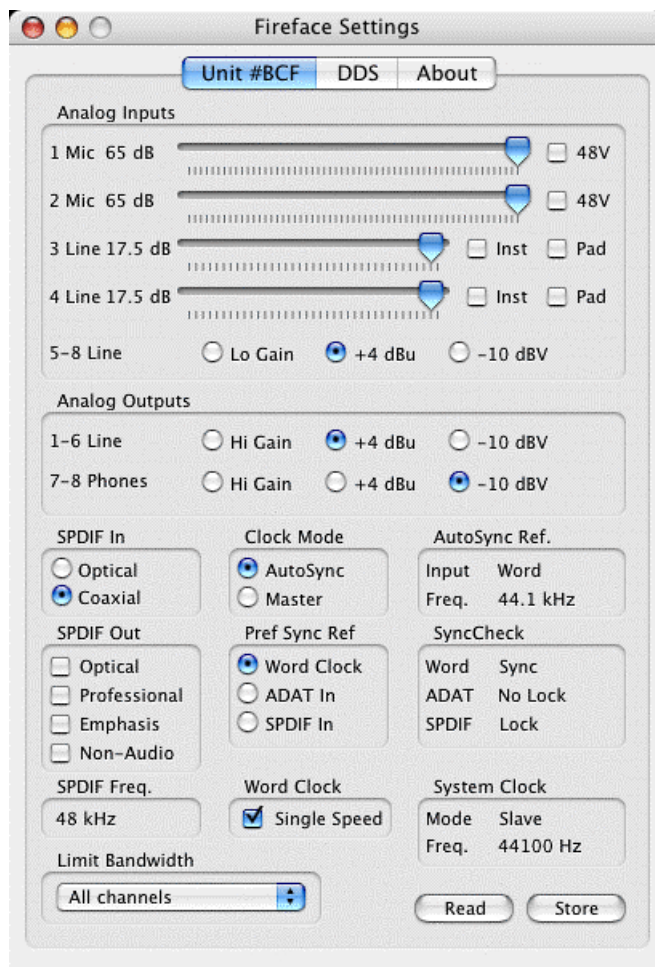 Fireface Settings
Unit #BCF DDS About
Analog Inputs
1 Mic 65 dB 48V
2 Mic 65 dB 48V
3 Line 17.5 dB Inst Pad
4 Line 17.5 dB Inst Pad
5-8 Line Lo Gain +4 dBu -10 dBV
Analog Outputs
1-6 Line Hi Gain +4 dBu -10 dBV
7-8 Phones Hi Gain +4 dBu -10 dBV
SPDIF In
Optical
Coaxial
Clock Mode
AutoSync
Master
AutoSync Ref.
Input Word
Freq. 44.1 kHz
SPDIF Out
Optical
Professional
Emphasis
Non-Audio
Pref Sync Ref
Word Clock
ADAT In
SPDIF In
SyncCheck
Word Sync
ADAT No Lock
SPDIF Lock
SPDIF Freq.
48 kHz
Word Clock
Single Speed
System Clock
Mode Slave
Freq. 44100 Hz
Limit Bandwidth
All channels
Read Store